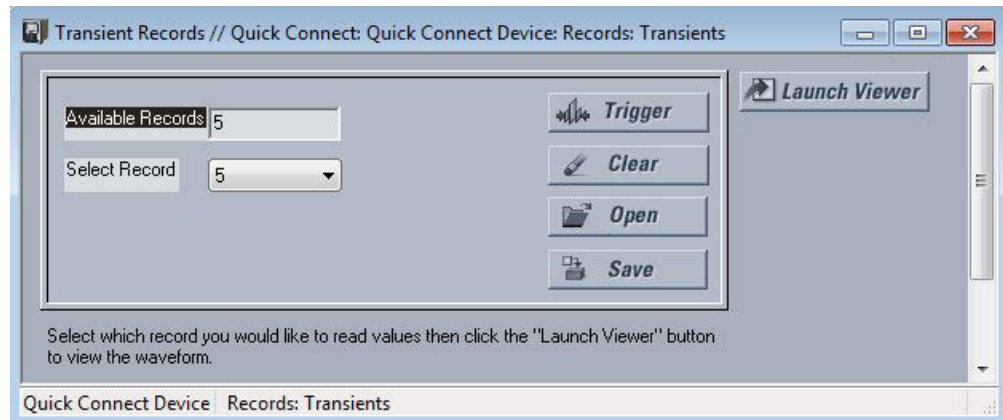 Transient Records // Quick Connect: Quick Connect Device: Records: Transients
Available Records 5
Select Record 5
Trigger
Clear
Open
Save
Launch Viewer
Select which record you would like to read values then click the "Launch Viewer" button
to view the waveform.
Quick Connect Device Records: Transients